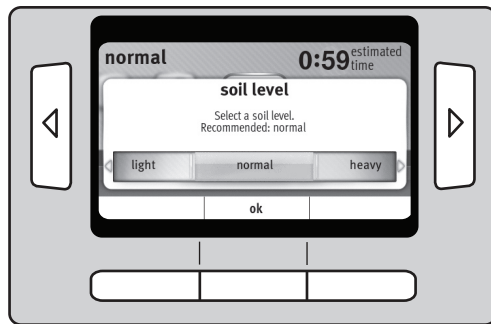 normal 0:59 estimated time
soil level
Select a soil level.
Recommended: normal
light normal heavy
ok